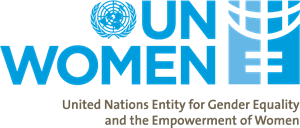 UN
WOMEN
United Nations Entity for Gender Equality
and the Empowerment of Women